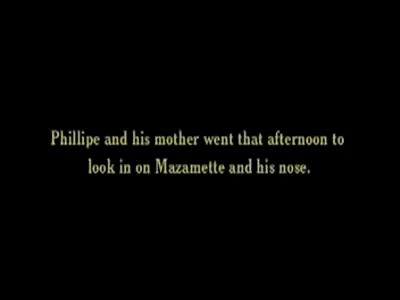 Phillipe and his mother went that afternoon to
look in on Mazamette and his nose.